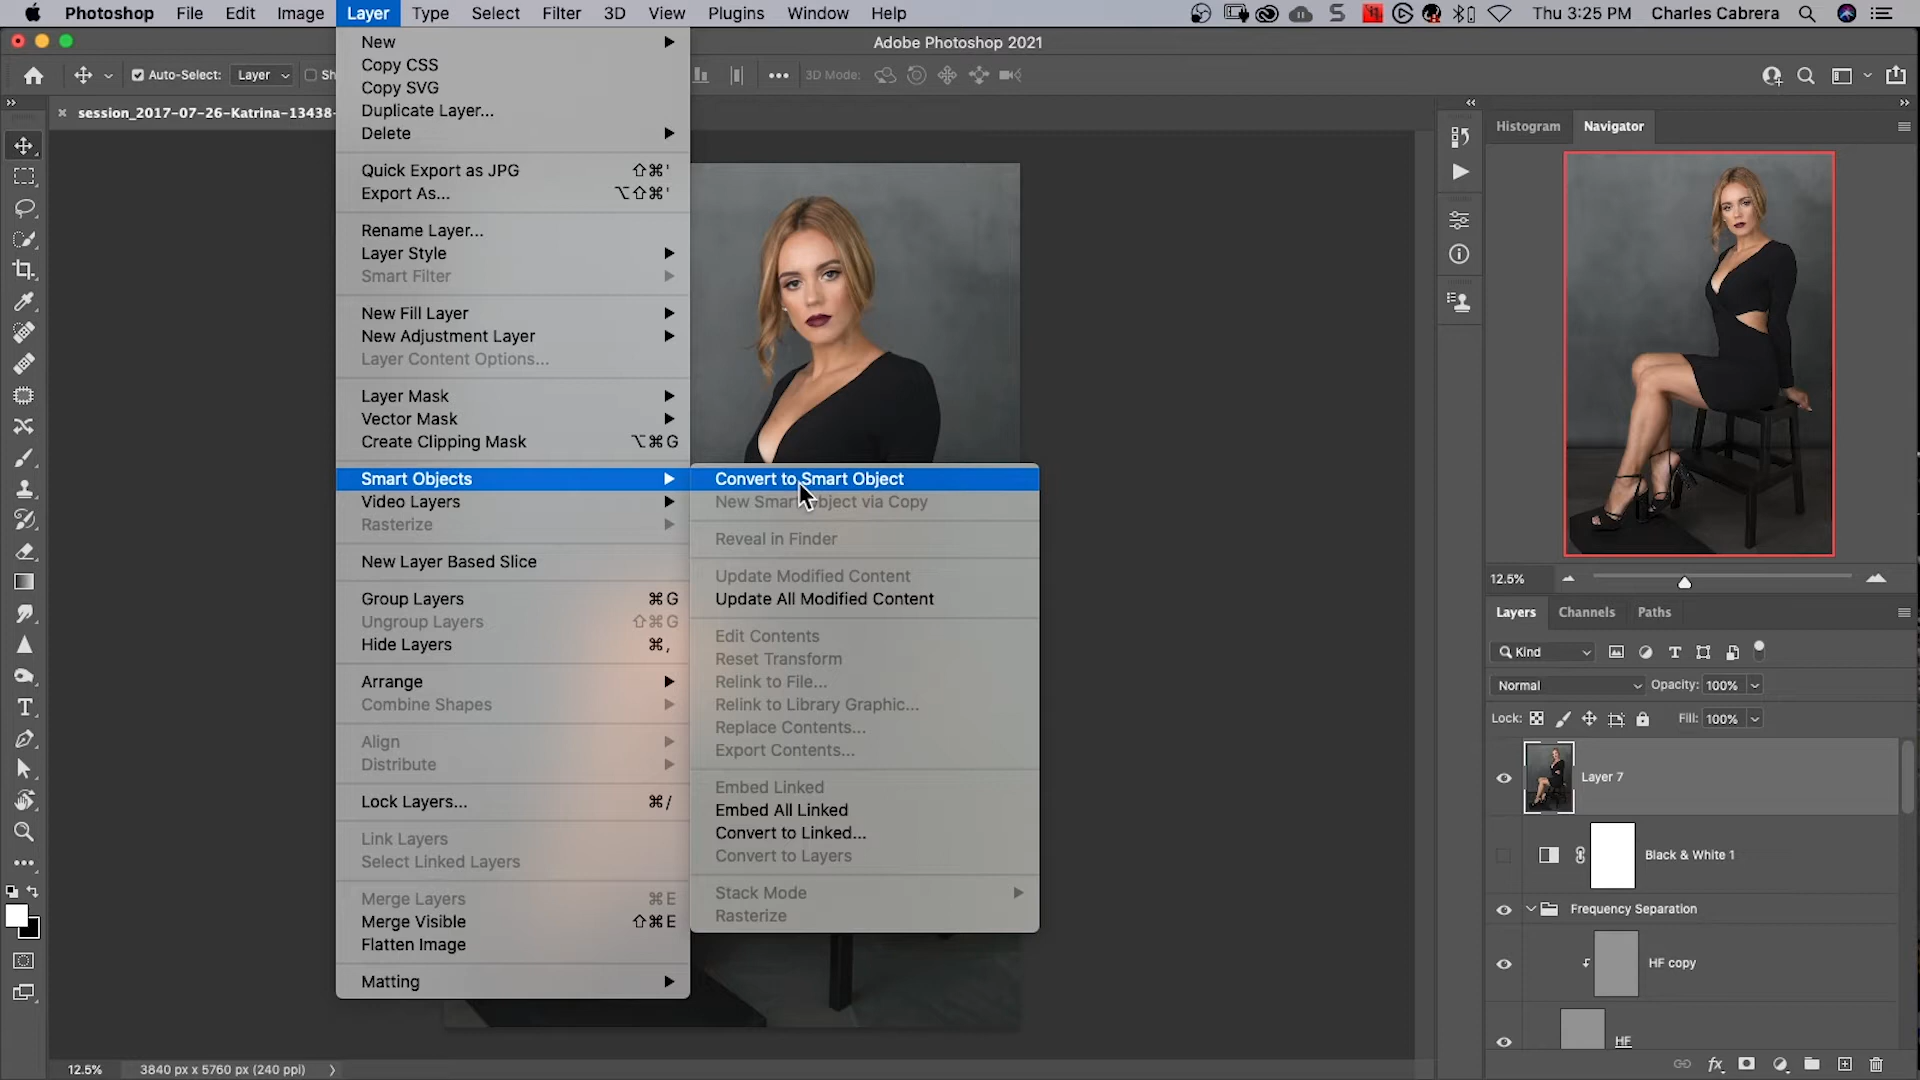 Photoshop File Edit Image Layer Type Select Filter 3D View Plugins Window Help Thu 3:25 PM Charles Cabrera
Adobe Photoshop 2021
Auto-Select: Layer Sh 3D Mode:
session_2017-07-26-Katrina-13438-
New
Copy CSS
Copy SVG
Duplicate Layer...
Delete
Quick Export as JPG ⇧⌘'
Export As... ⌥⇧⌘'
Rename Layer...
Layer Style
Smart Filter
New Fill Layer
New Adjustment Layer
Layer Content Options...
Layer Mask
Vector Mask
Create Clipping Mask ⌥⌘G
Smart Objects
Video Layers
Rasterize
New Layer Based Slice
Group Layers ⌘G
Ungroup Layers ⇧⌘G
Hide Layers ⌘,
Arrange
Combine Shapes
Align
Distribute
Lock Layers... ⌘/
Link Layers
Select Linked Layers
Merge Layers ⌘E
Merge Visible ⇧⌘E
Flatten Image
Matting
Convert to Smart Object
New Smart Object via Copy
Reveal in Finder
Update Modified Content
Update All Modified Content
Edit Contents
Reset Transform
Relink to File...
Relink to Library Graphic...
Replace Contents...
Export Contents...
Embed Linked
Embed All Linked
Convert to Linked...
Convert to Layers
Stack Mode
Rasterize
Histogram Navigator
12.5%
Layers Channels Paths
Kind
Normal Opacity: 100%
Lock: Fill: 100%
Layer 7
Black & White 1
Frequency Separation
HF copy
HF
12.5% 3840 px x 5760 px (240 ppi)